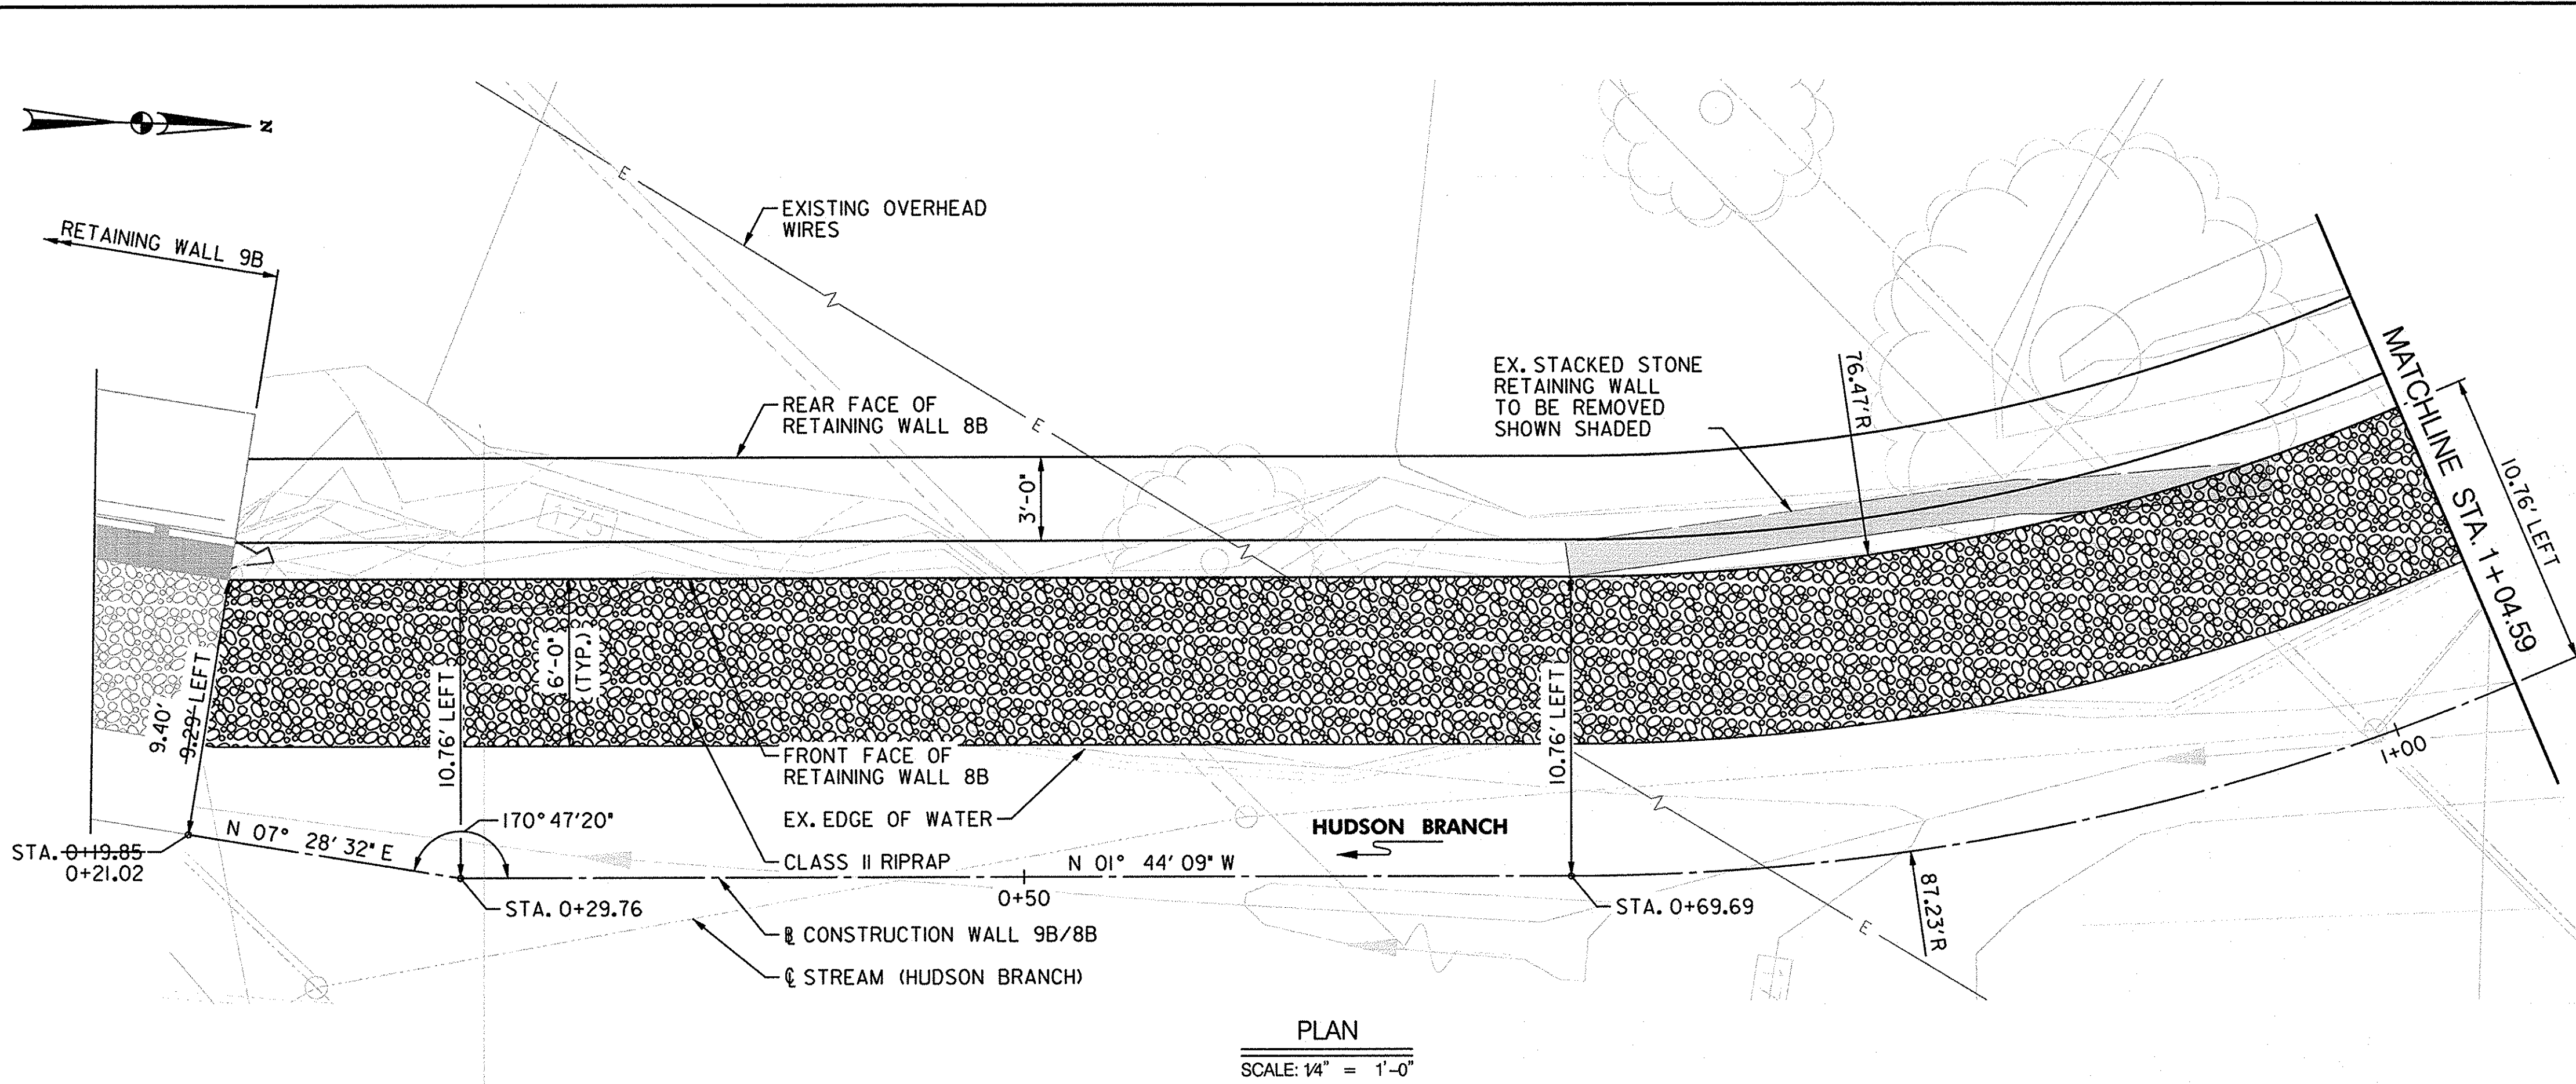 N
RETAINING WALL 9B
EXISTING OVERHEAD
WIRES
E
REAR FACE OF
RETAINING WALL 8B
E
3'-0"
EX. STACKED STONE
RETAINING WALL
TO BE REMOVED
SHOWN SHADED
76.47'R
MATCHLINE STA. 1+04.59
10.76' LEFT
175
9.40'
9.29' LEFT
10.76' LEFT
6'-0"
(TYP.)
10.76' LEFT
FRONT FACE OF
RETAINING WALL 8B
EX. EDGE OF WATER
CLASS II RIPRAP
170° 47'20"
N 07° 28' 32" E
STA. 0+19.85
0+21.02
HUDSON BRANCH
N 01° 44' 09" W
1+00
0+50
STA. 0+29.76
STA. 0+69.69
87.23'R
E
℄ CONSTRUCTION WALL 9B/8B
℄ STREAM (HUDSON BRANCH)
PLAN
SCALE: 1/4" = 1'-0"